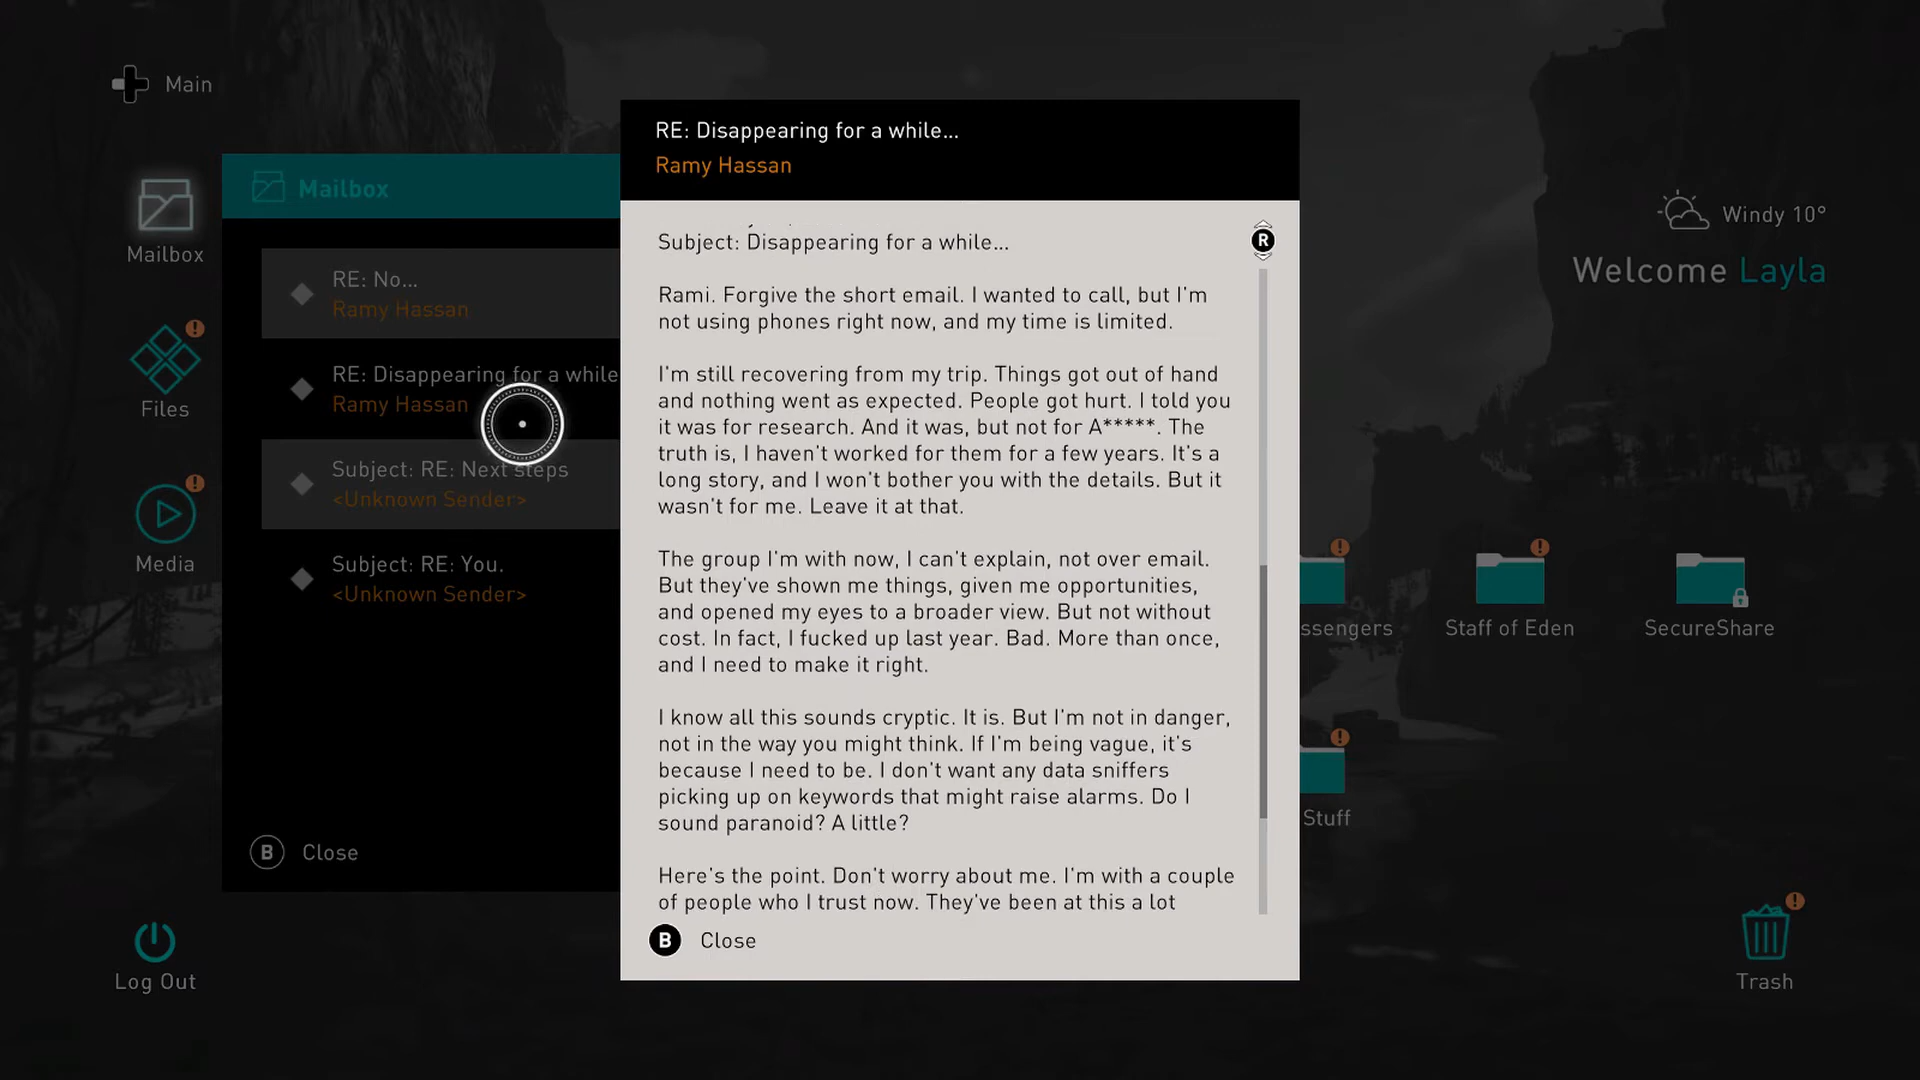 Main
Mailbox
Files
Media
Log Out
Mailbox
RE: No...
Ramy Hassan
RE: Disappearing for a while
Ramy Hassan
Subject: RE: Next steps
<Unknown Sender>
Subject: RE: You.
<Unknown Sender>
B Close
RE: Disappearing for a while...
Ramy Hassan
R
Subject: Disappearing for a while...
Rami. Forgive the short email. I wanted to call, but I'm
not using phones right now, and my time is limited.
I'm still recovering from my trip. Things got out of hand
and nothing went as expected. People got hurt. I told you
it was for research. And it was, but not for A*****. The
truth is, I haven't worked for them for a few years. It's a
long story, and I won't bother you with the details. But it
wasn't for me. Leave it at that.
The group I'm with now, I can't explain, not over email.
But they've shown me things, given me opportunities,
and opened my eyes to a broader view. But not without
cost. In fact, I fucked up last year. Bad. More than once,
and I need to make it right.
I know all this sounds cryptic. It is. But I'm not in danger,
not in the way you might think. If I'm being vague, it's
because I need to be. I don't want any data sniffers
picking up on keywords that might raise alarms. Do I
sound paranoid? A little?
Here's the point. Don't worry about me. I'm with a couple
of people who I trust now. They've been at this a lot
B Close
Windy 10°
Welcome Layla
ssengers
Staff of Eden
SecureShare
Stuff
Trash